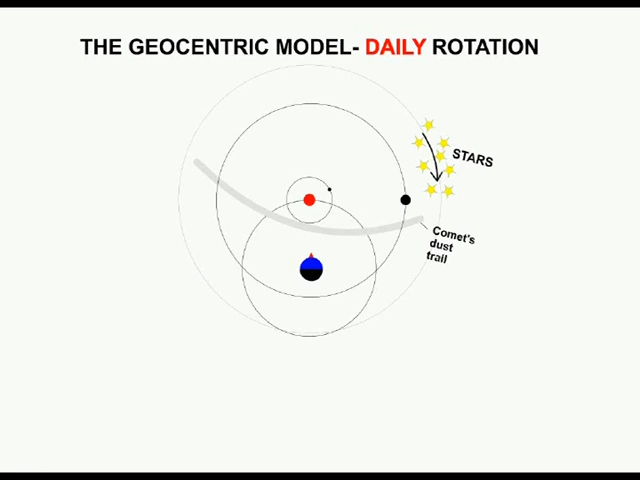 THE GEOCENTRIC MODEL- DAILY ROTATION
STARS
Comet's
dust
trail